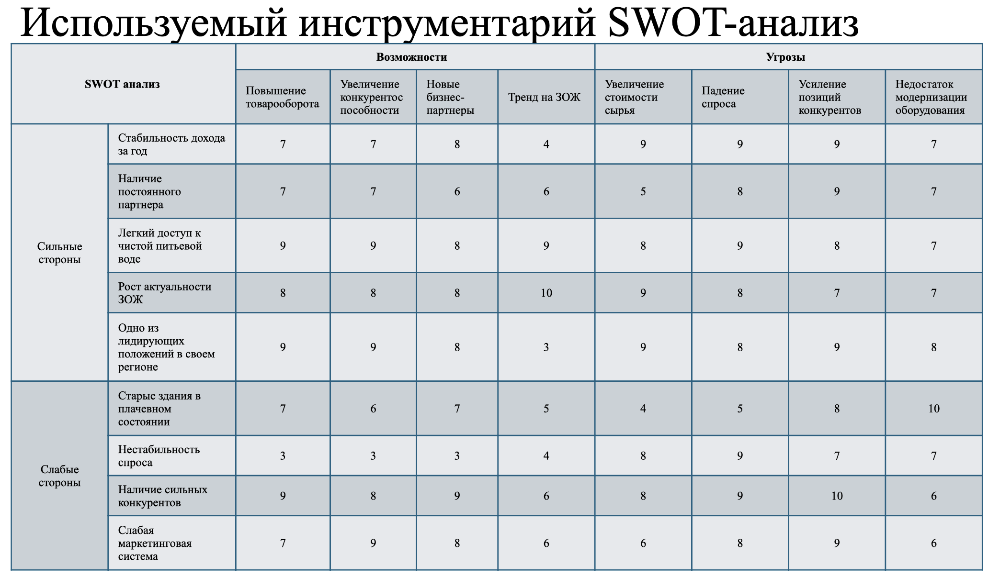 Используемый инструментарий SWOT-анализ
SWOT анализ
Возможности
Угрозы
Повышение
товарооборота
Увеличение
конкурентос
пособности
Новые
бизнес-
партнеры
Тренд на ЗОЖ
Увеличение
стоимости
сырья
Падение
спроса
Усиление
позиций
конкурентов
Недостаток
модернизации
оборудования
Сильные
стороны
Стабильность дохода
за год
7 7 8 4 9 9 9 7
Наличие
постоянного
партнера
7 7 6 6 5 8 9 7
Легкий доступ к
чистой питьевой
воде
9 9 8 9 8 9 8 7
Рост актуальности
ЗОЖ
8 8 8 10 9 8 7 7
Одно из
лидирующих
положений в своем
регионе
9 9 8 3 9 8 9 8
Слабые
стороны
Старые здания в
плачевном
состоянии
7 6 7 5 4 5 8 10
Нестабильность
спроса
3 3 3 4 8 9 7 7
Наличие сильных
конкурентов
9 8 9 6 8 9 10 6
Слабая
маркетинговая
система
7 9 8 6 6 8 9 6